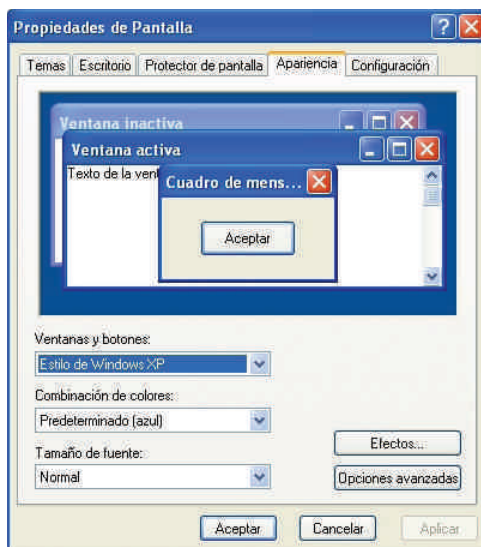 Propiedades de Pantalla
Temas Escritorio Protector de pantalla Apariencia Configuración
Ventana inactiva
Ventana activa
Texto de la vent
Cuadro de mens...
Aceptar
Ventanas y botones:
Estilo de Windows XP
Combinación de colores:
Predeterminado (azul)
Efectos...
Tamaño de fuente:
Normal
Opciones avanzadas
Aceptar Cancelar Aplicar